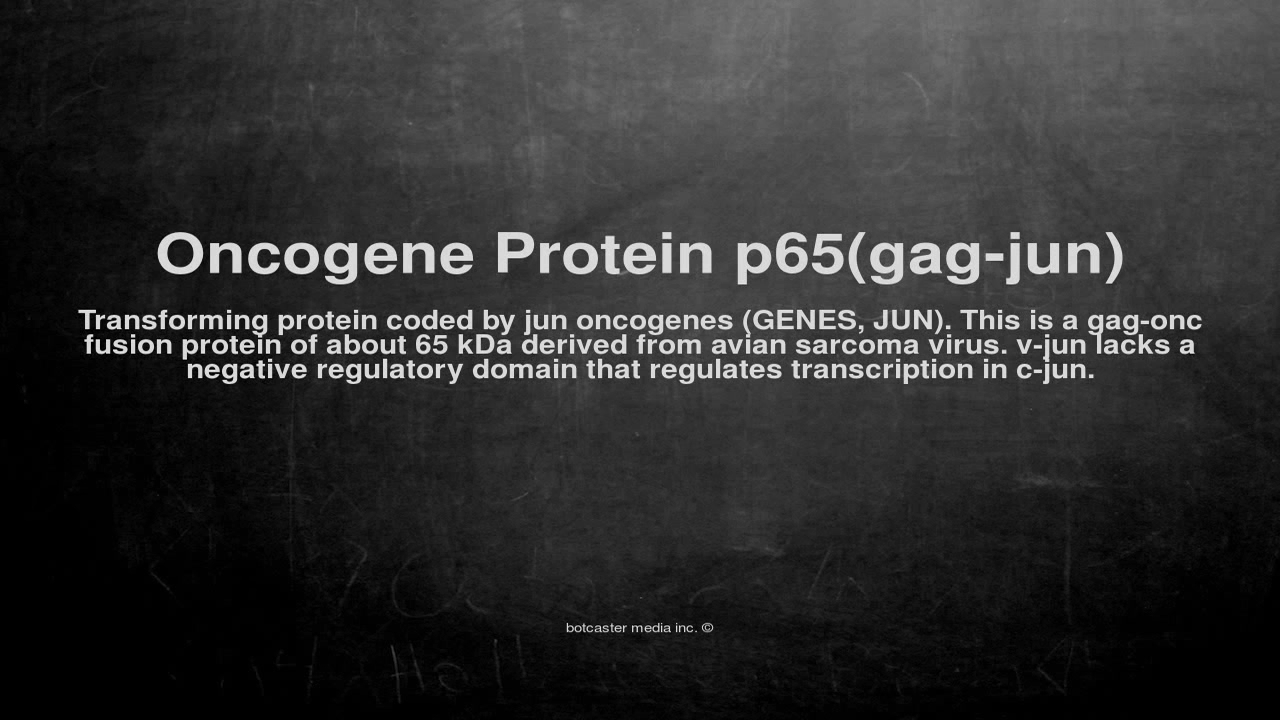 Oncogene Protein p65(gag-jun)
Transforming protein coded by jun oncogenes (GENES, JUN). This is a gag-onc
fusion protein of about 65 kDa derived from avian sarcoma virus. v-jun lacks a
negative regulatory domain that regulates transcription in c-jun.
botcaster media inc. ©